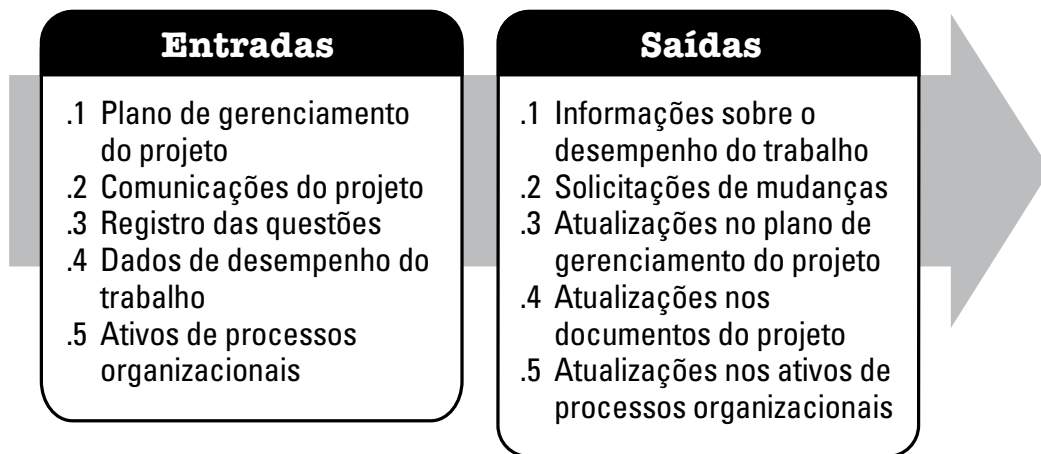 Entradas
.1 Plano de gerenciamento
do projeto
.2 Comunicações do projeto
.3 Registro das questões
.4 Dados de desempenho do
trabalho
.5 Ativos de processos
organizacionais
Saídas
.1 Informações sobre o
desempenho do trabalho
.2 Solicitações de mudanças
.3 Atualizações no plano de
gerenciamento do projeto
.4 Atualizações nos
documentos do projeto
.5 Atualizações nos ativos de
processos organizacionais